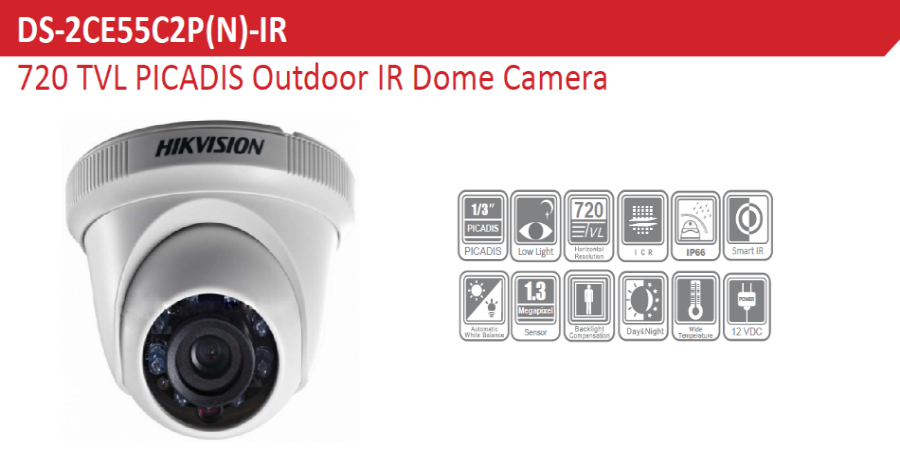 DS-2CE55C2P(N)-IR
720 TVL PICADIS Outdoor IR Dome Camera
HIKVISION
1/3"
PICADIS
PICADIS
Low Light
720
TVL
Horizontal
Resolution
ICR
IP66
Smart IR
Automatic
White Balance
1.3
Megapixel
Sensor
Backlight
Compensation
Day&Night
Wide
Temperature
POWER
12 VDC